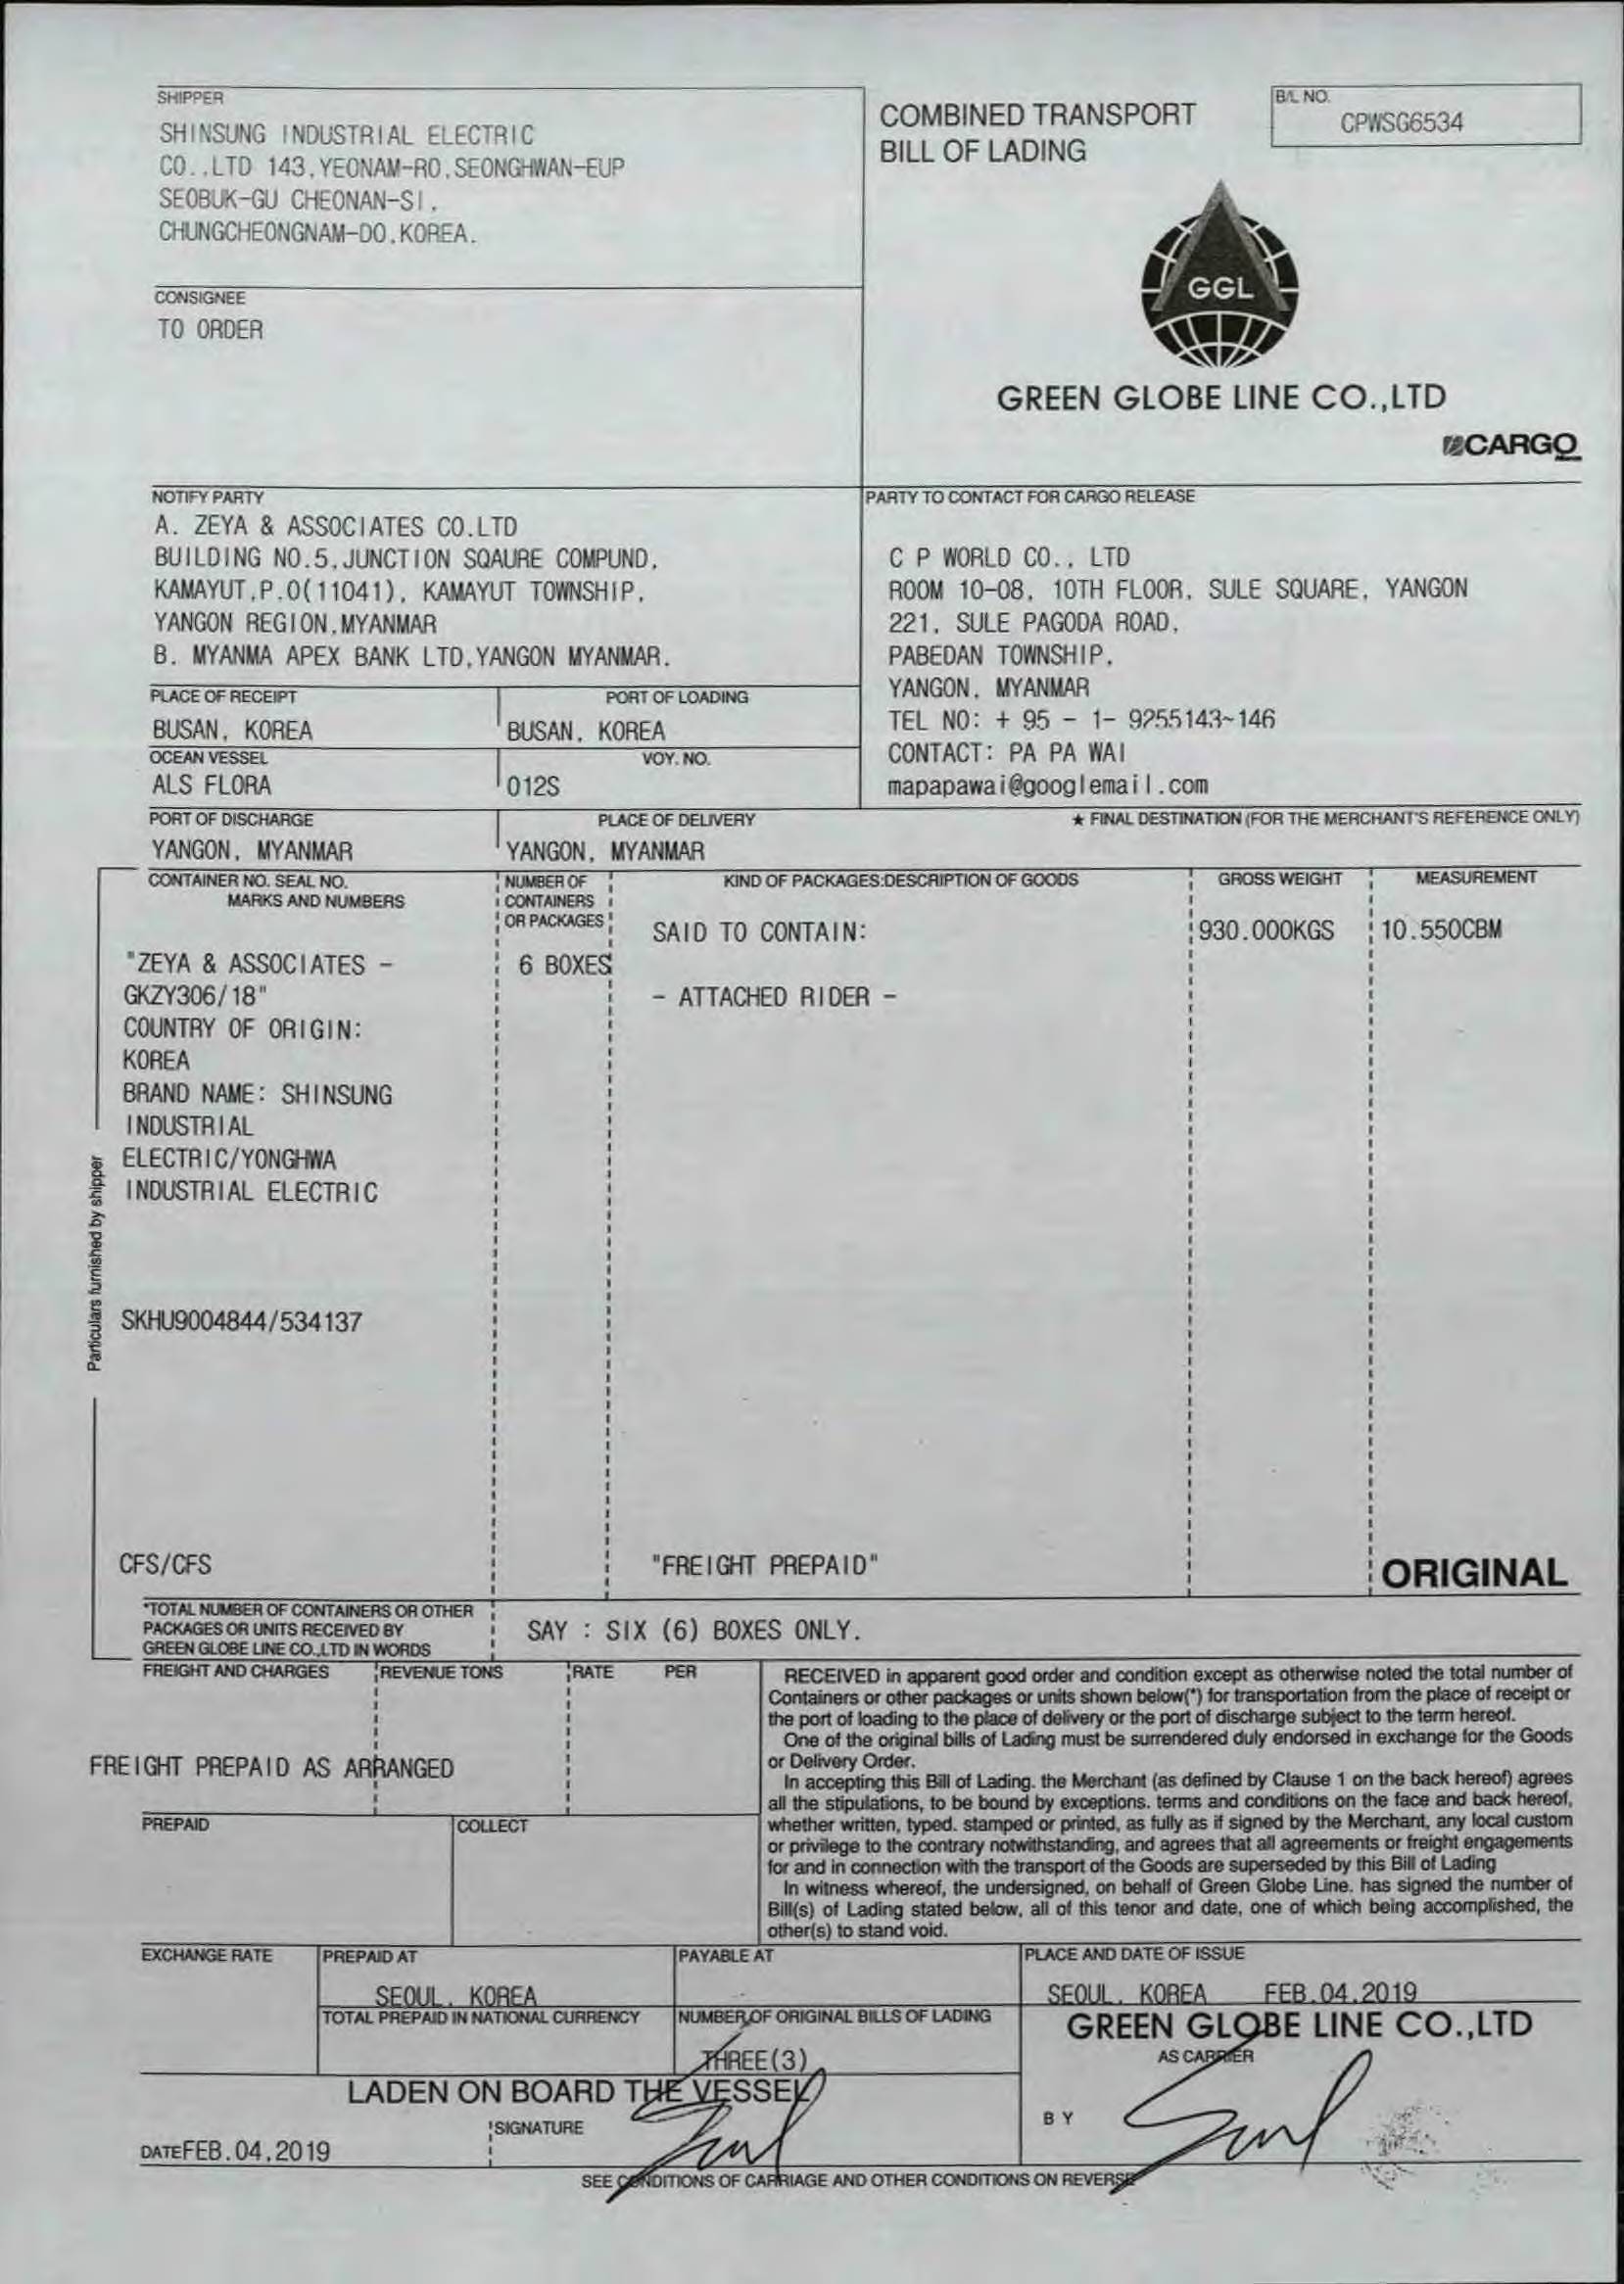 SHIPPER
SHINSUNG INDUSTRIAL ELECTRIC
CO.,LTD 143,YEONAM-RO,SEONGHWAN-EUP
SEOBUK-GU CHEONAN-SI,
CHUNGCHEONGNAM-DO,KOREA.
COMBINED TRANSPORT
BILL OF LADING
B/L NO.
CPWSG6534
CONSIGNEE
TO ORDER
GGL
GREEN GLOBE LINE CO.,LTD
CARGO
NOTIFY PARTY
A. ZEYA & ASSOCIATES CO.LTD
BUILDING NO.5,JUNCTION SQAURE COMPUND,
KAMAYUT,P.O(11041), KAMAYUT TOWNSHIP,
YANGON REGION,MYANMAR
B. MYANMA APEX BANK LTD,YANGON MYANMAR.
PARTY TO CONTACT FOR CARGO RELEASE
C P WORLD CO., LTD
ROOM 10-08, 10TH FLOOR, SULE SQUARE, YANGON
221, SULE PAGODA ROAD,
PABEDAN TOWNSHIP,
YANGON, MYANMAR
TEL NO: + 95 - 1- 9255143~146
CONTACT: PA PA WAI
mapapawai@googlemail.com
PLACE OF RECEIPT PORT OF LOADING
BUSAN, KOREA BUSAN, KOREA
OCEAN VESSEL VOY. NO.
ALS FLORA 012S
PORT OF DISCHARGE PLACE OF DELIVERY ★ FINAL DESTINATION (FOR THE MERCHANT'S REFERENCE ONLY)
YANGON, MYANMAR YANGON, MYANMAR
CONTAINER NO. SEAL NO.
MARKS AND NUMBERS
NUMBER OF
CONTAINERS
OR PACKAGES
KIND OF PACKAGES:DESCRIPTION OF GOODS
GROSS WEIGHT
MEASUREMENT
SAID TO CONTAIN: 930.000KGS 10.550CBM
"ZEYA & ASSOCIATES - 6 BOXES
GKZY306/18" - ATTACHED RIDER -
COUNTRY OF ORIGIN:
KOREA
BRAND NAME: SHINSUNG
INDUSTRIAL
ELECTRIC/YONGHWA
INDUSTRIAL ELECTRIC
Particulars furnished by shipper
SKHU9004844/534137
CFS/CFS "FREIGHT PREPAID" ORIGINAL
*TOTAL NUMBER OF CONTAINERS OR OTHER
PACKAGES OR UNITS RECEIVED BY
GREEN GLOBE LINE CO.,LTD IN WORDS
SAY : SIX (6) BOXES ONLY.
FREIGHT AND CHARGES REVENUE TONS RATE PER
FREIGHT PREPAID AS ARRANGED
PREPAID COLLECT
RECEIVED in apparent good order and condition except as otherwise noted the total number of
Containers or other packages or units shown below(*) for transportation from the place of receipt or
the port of loading to the place of delivery or the port of discharge subject to the term hereof.
One of the original bills of Lading must be surrendered duly endorsed in exchange for the Goods
or Delivery Order.
In accepting this Bill of Lading. the Merchant (as defined by Clause 1 on the back hereof) agrees
all the stipulations, to be bound by exceptions. terms and conditions on the face and back hereof,
whether written, typed. stamped or printed, as fully as if signed by the Merchant, any local custom
or privilege to the contrary notwithstanding, and agrees that all agreements or freight engagements
for and in connection with the transport of the Goods are superseded by this Bill of Lading
In witness whereof, the undersigned, on behalf of Green Globe Line. has signed the number of
Bill(s) of Lading stated below, all of this tenor and date, one of which being accomplished, the
other(s) to stand void.
EXCHANGE RATE PREPAID AT PAYABLE AT PLACE AND DATE OF ISSUE
SEOUL, KOREA SEOUL, KOREA FEB.04,2019
TOTAL PREPAID IN NATIONAL CURRENCY NUMBER OF ORIGINAL BILLS OF LADING
THREE(3)
GREEN GLOBE LINE CO.,LTD
AS CARRIER
LADEN ON BOARD THE VESSEL
SIGNATURE
BY
DATE FEB.04,2019
SEE CONDITIONS OF CARRIAGE AND OTHER CONDITIONS ON REVERSE